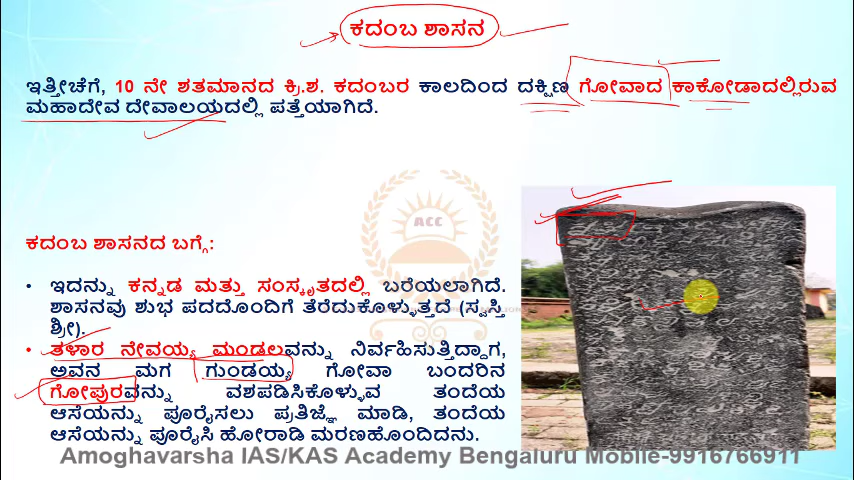 ಕದಂಬ ಶಾಸನ
ಇತ್ತೀಚೆಗೆ, 10 ನೇ ಶತಮಾನದ ಕ್ರಿ.ಶ. ಕದಂಬರ ಕಾಲದಿಂದ ದಕ್ಷಿಣ ಗೋವಾದ ಕಾಕೋಡಾದಲ್ಲಿರುವ
ಮಹಾದೇವ ದೇವಾಲಯದಲ್ಲಿ ಪತ್ತೆಯಾಗಿದೆ.
ACC
ಕದಂಬ ಶಾಸನದ ಬಗ್ಗೆ:
• ಇದನ್ನು ಕನ್ನಡ ಮತ್ತು ಸಂಸ್ಕೃತದಲ್ಲಿ ಬರೆಯಲಾಗಿದೆ.
ಶಾಸನವು ಶುಭ ಪದದೊಂದಿಗೆ ತೆರೆದುಕೊಳ್ಳುತ್ತದೆ (ಸ್ವಸ್ತಿ
ಶ್ರೀ).
• ತಳಾರ ನೇವಯ್ಯ ಮಂಡಲವನ್ನು ನಿರ್ವಹಿಸುತ್ತಿದ್ದಾಗ,
ಅವನ ಮಗ ಗುಂಡಯ್ಯ ಗೋವಾ ಬಂದರಿನ
ಗೋಪುರವನ್ನು ವಶಪಡಿಸಿಕೊಳ್ಳುವ ತಂದೆಯ
ಆಸೆಯನ್ನು ಪೂರೈಸಲು ಪ್ರತಿಜ್ಞೆ ಮಾಡಿ, ತಂದೆಯ
ಆಸೆಯನ್ನು ಪೂರೈಸಿ ಹೋರಾಡಿ ಮರಣಹೊಂದಿದನು.
Amoghavarsha IAS/KAS Academy Bengaluru Mobile-9916766911